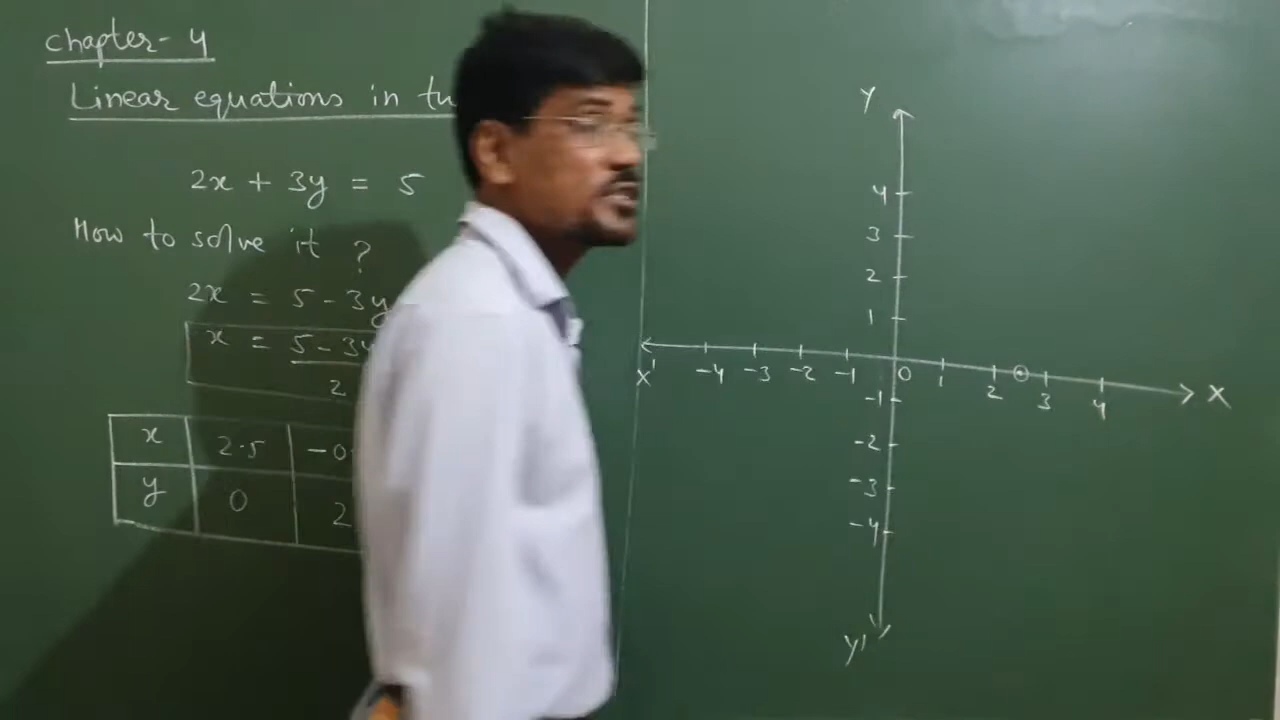 chapter - 4
Linear equations in
2x + 3y = 5
How to solve it ?
2x = 5 - 3y
x = 5 - 3y
2
x 2.5 -0.
y 0 2
Y
4
3
2
1
X' -4 -3 -2 -1 0 1 2 3 4 X
-1
-2
-3
-4
Y'